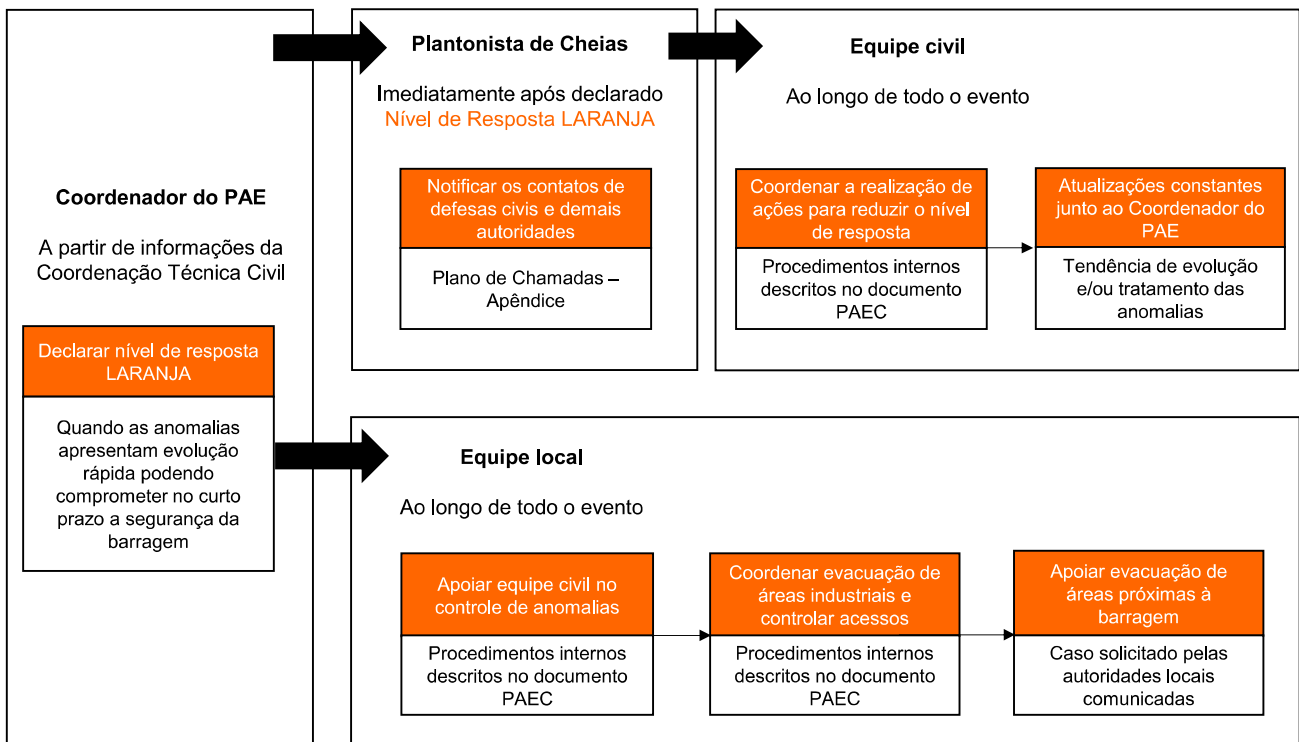 Coordenador do PAE
A partir de informações da
Coordenação Técnica Civil
Declarar nível de resposta
LARANJA
Quando as anomalias
apresentam evolução
rápida podendo
comprometer no curto
prazo a segurança da
barragem
Plantonista de Cheias
Imediatamente após declarado
Nível de Resposta LARANJA
Notificar os contatos de
defesas civis e demais
autoridades
Plano de Chamadas –
Apêndice
Equipe civil
Ao longo de todo o evento
Coordenar a realização de
ações para reduzir o nível
de resposta
Procedimentos internos
descritos no documento
PAEC
Atualizações constantes
junto ao Coordenador do
PAE
Tendência de evolução
e/ou tratamento das
anomalias
Equipe local
Ao longo de todo o evento
Apoiar equipe civil no
controle de anomalias
Procedimentos internos
descritos no documento
PAEC
Coordenar evacuação de
áreas industriais e
controlar acessos
Procedimentos internos
descritos no documento
PAEC
Apoiar evacuação de
áreas próximas à
barragem
Caso solicitado pelas
autoridades locais
comunicadas